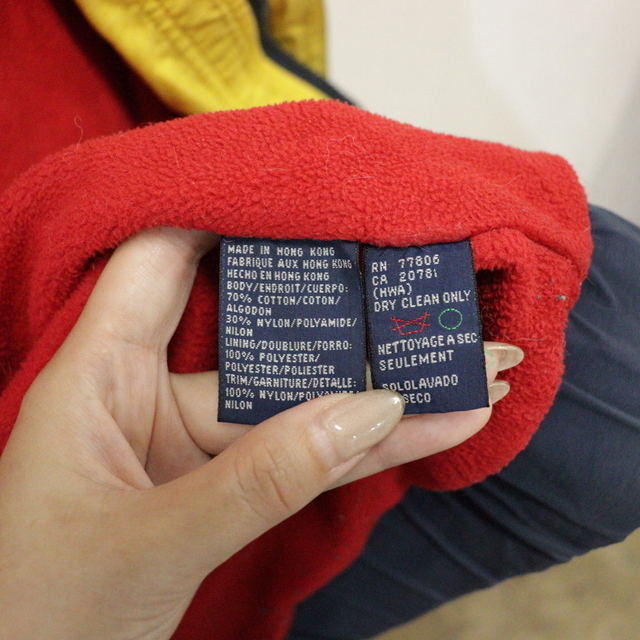 MADE IN HONG KONG
FABRIQUE AUX HONG KONG
HECHO EN HONG KONG
BODY/ENDROIT/CUERPO:
70% COTTON/COTON/
ALGODON
30% NYLON/POLYAMIDE/
NILON
LINING/DOUBLURE/FORRO:
100% POLYESTER/
POLYESTER/POLIESTER
TRIM/GARNITURE/DETALLE:
100% NYLON/POLYAMIDE/
NILON
RN 77806
CA 20781
(HWA)
DRY CLEAN ONLY
NETTOYAGE A SEC
SEULEMENT
SOLO LAVADO
SECO